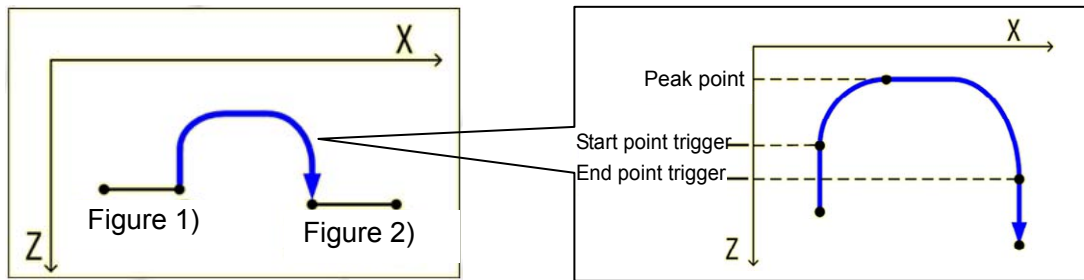 X
Figure 1)
Figure 2)
Z
X
Peak point
Start point trigger
End point trigger
Z